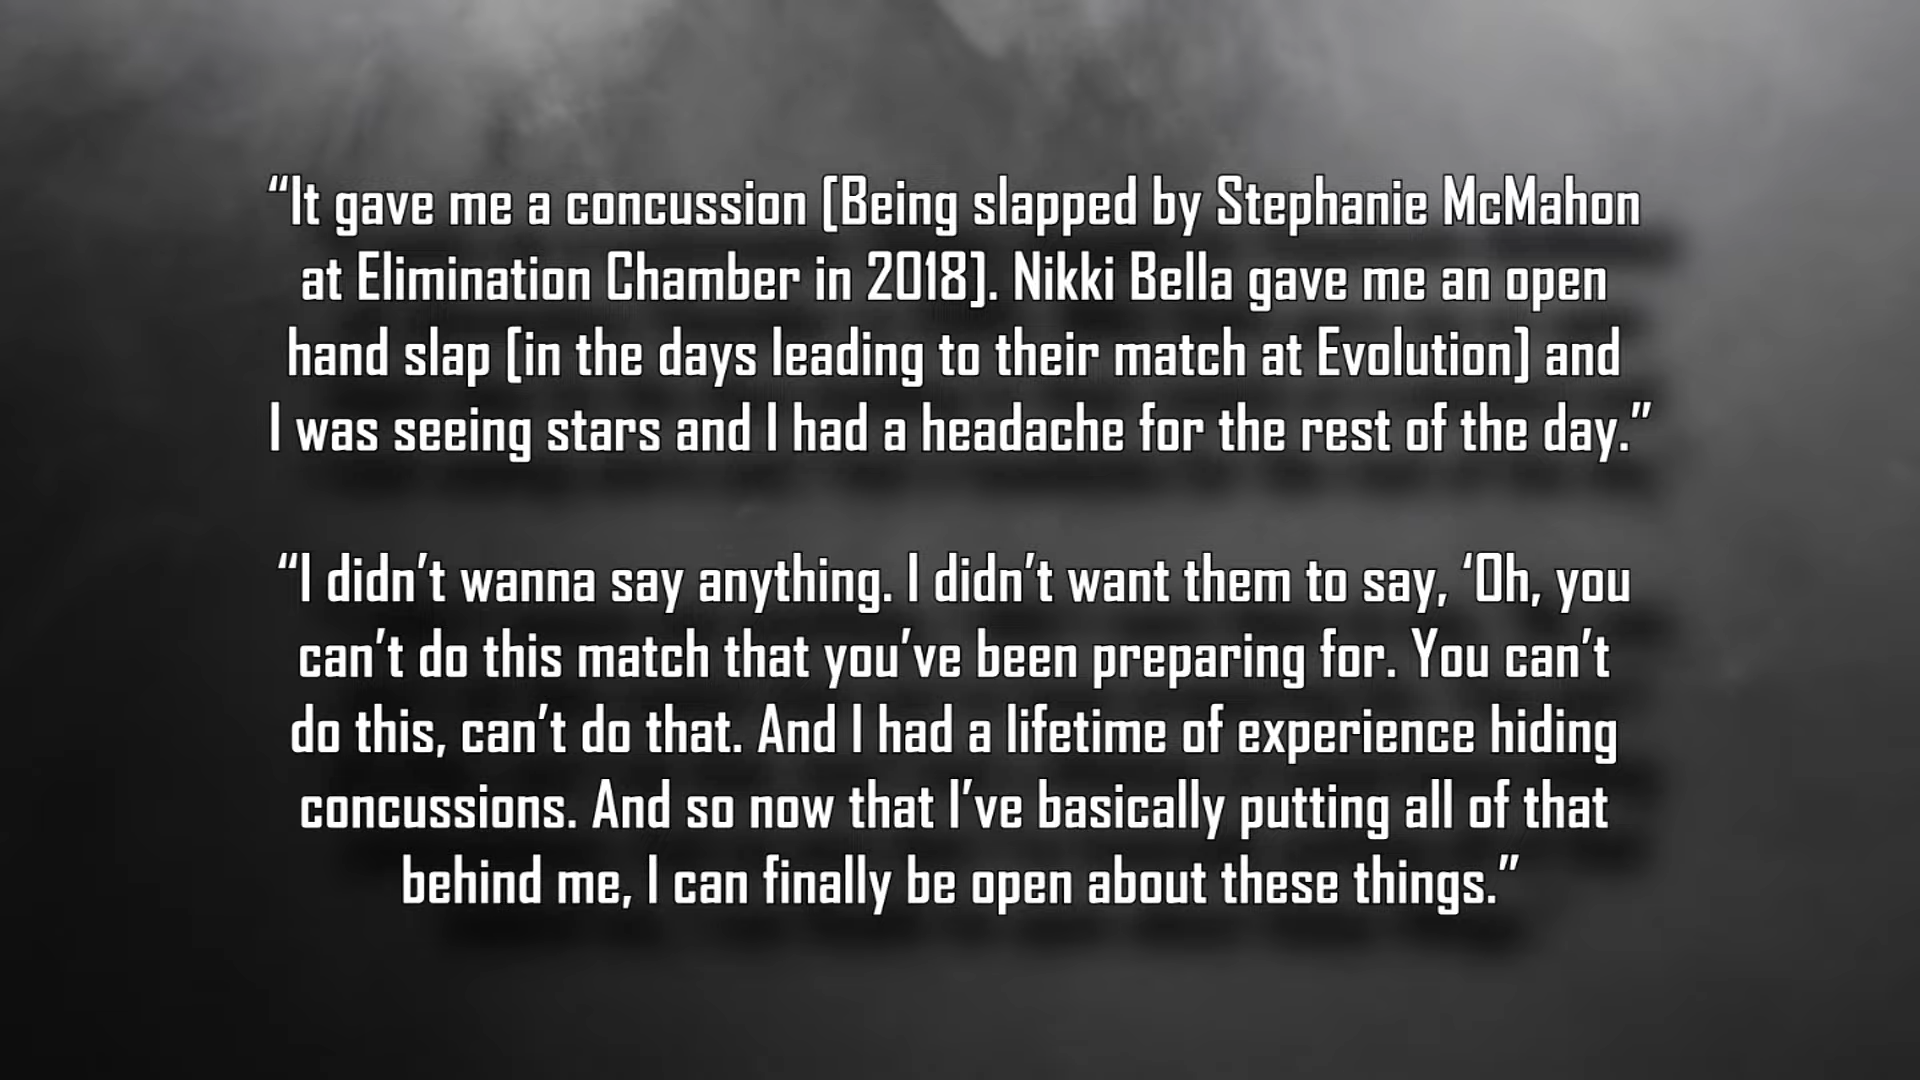 “It gave me a concussion [Being slapped by Stephanie McMahon
at Elimination Chamber in 2018]. Nikki Bella gave me an open
hand slap [in the days leading to their match at Evolution] and
I was seeing stars and I had a headache for the rest of the day.”
“I didn’t wanna say anything. I didn’t want them to say, ‘Oh, you
can’t do this match that you’ve been preparing for. You can’t
do this, can’t do that. And I had a lifetime of experience hiding
concussions. And so now that I’ve basically putting all of that
behind me, I can finally be open about these things.”